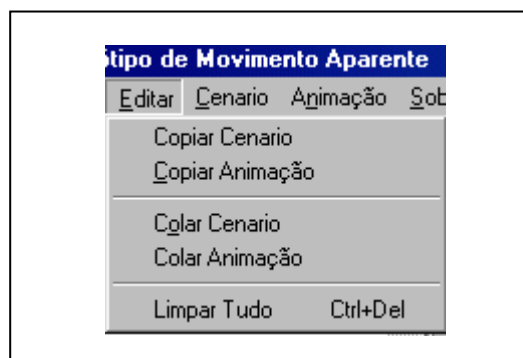 tipo de Movimento Aparente
Editar Cenario Animação Sob
Copiar Cenario
Copiar Animação
Colar Cenario
Colar Animação
Limpar Tudo Ctrl+Del